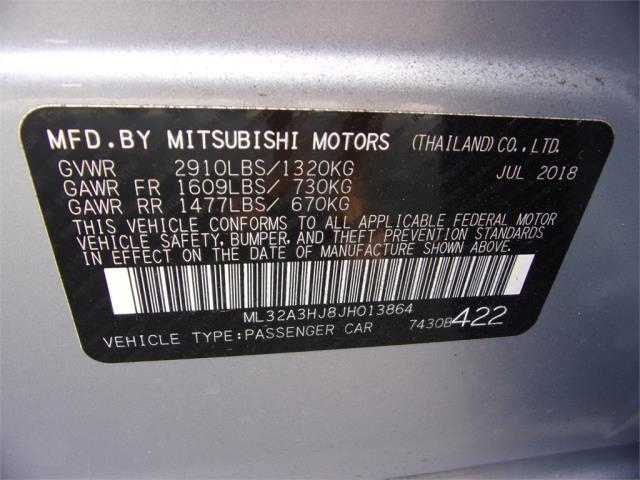 MFD. BY MITSUBISHI MOTORS (THAILAND) CO., LTD.
GVWR 2910LBS/1320KG JUL 2018
GAWR FR 1609LBS/ 730KG
GAWR RR 1477LBS/ 670KG
THIS VEHICLE CONFORMS TO ALL APPLICABLE FEDERAL MOTOR
VEHICLE SAFETY, BUMPER, AND THEFT PREVENTION STANDARDS
IN EFFECT ON THE DATE OF MANUFACTURE SHOWN ABOVE.
ML32A3HJ8JH013864
VEHICLE TYPE:PASSENGER CAR 7430B422